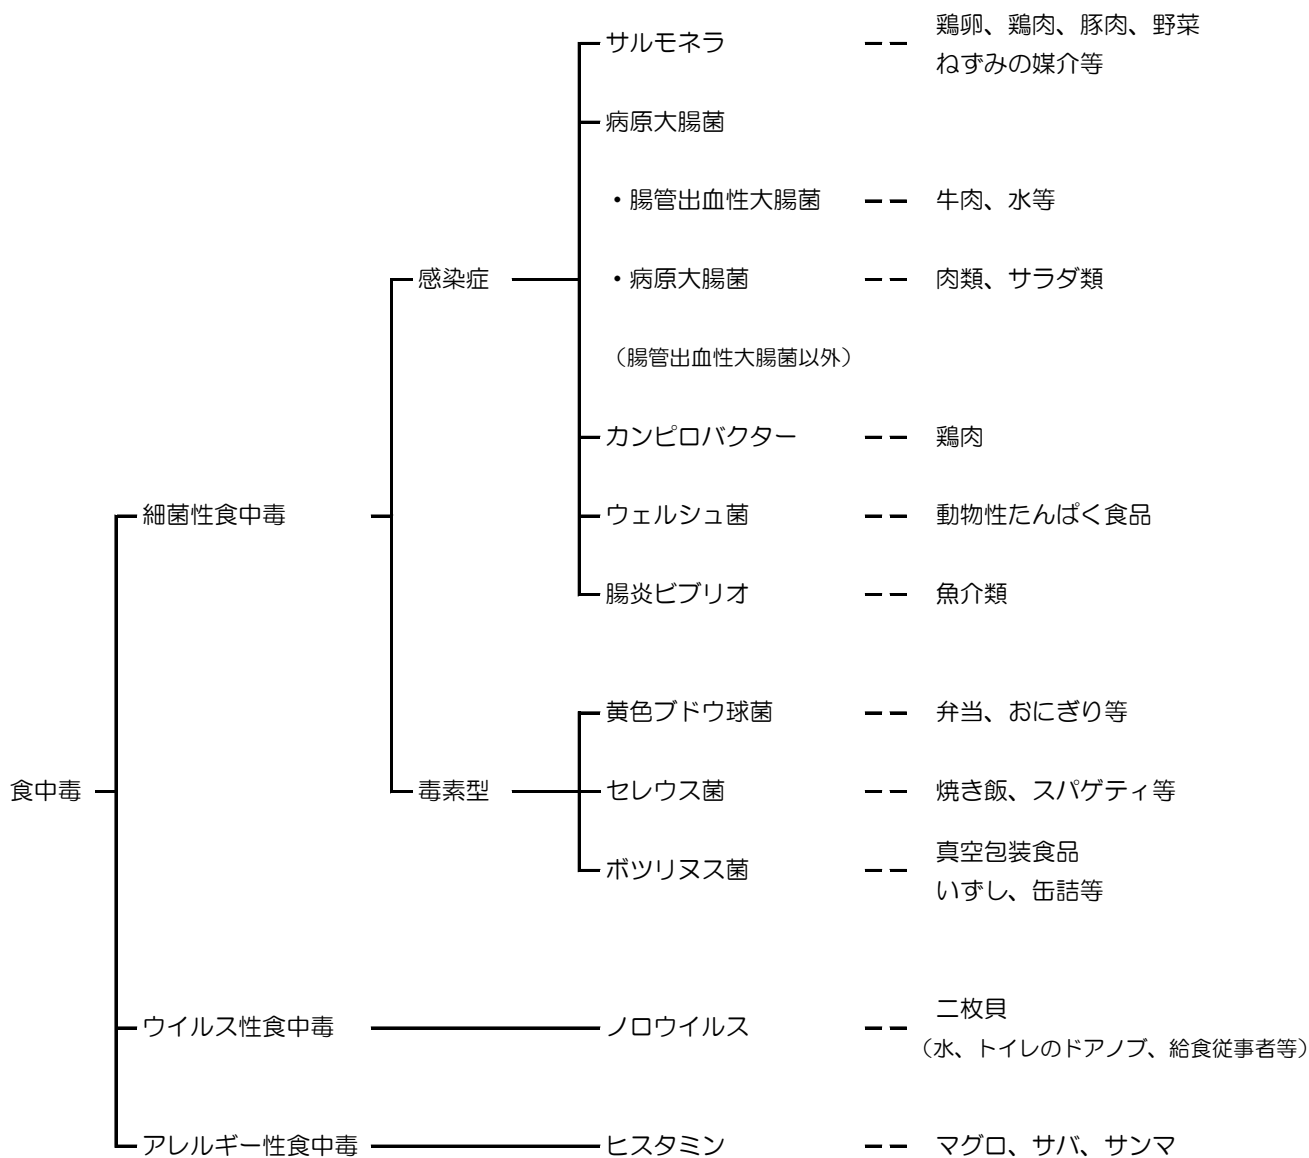 サルモネラ
鶏卵、鶏肉、豚肉、野菜
ねずみの媒介等
病原大腸菌
・腸管出血性大腸菌
牛肉、水等
感染症
・病原大腸菌
肉類、サラダ類
（腸管出血性大腸菌以外）
カンピロバクター
鶏肉
細菌性食中毒
ウェルシュ菌
動物性たんぱく食品
腸炎ビブリオ
魚介類
黄色ブドウ球菌
弁当、おにぎり等
食中毒
毒素型
セレウス菌
焼き飯、スパゲティ等
ボツリヌス菌
真空包装食品
いずし、缶詰等
ウイルス性食中毒
ノロウイルス
二枚貝
（水、トイレのドアノブ、給食従事者等）
アレルギー性食中毒
ヒスタミン
マグロ、サバ、サンマ